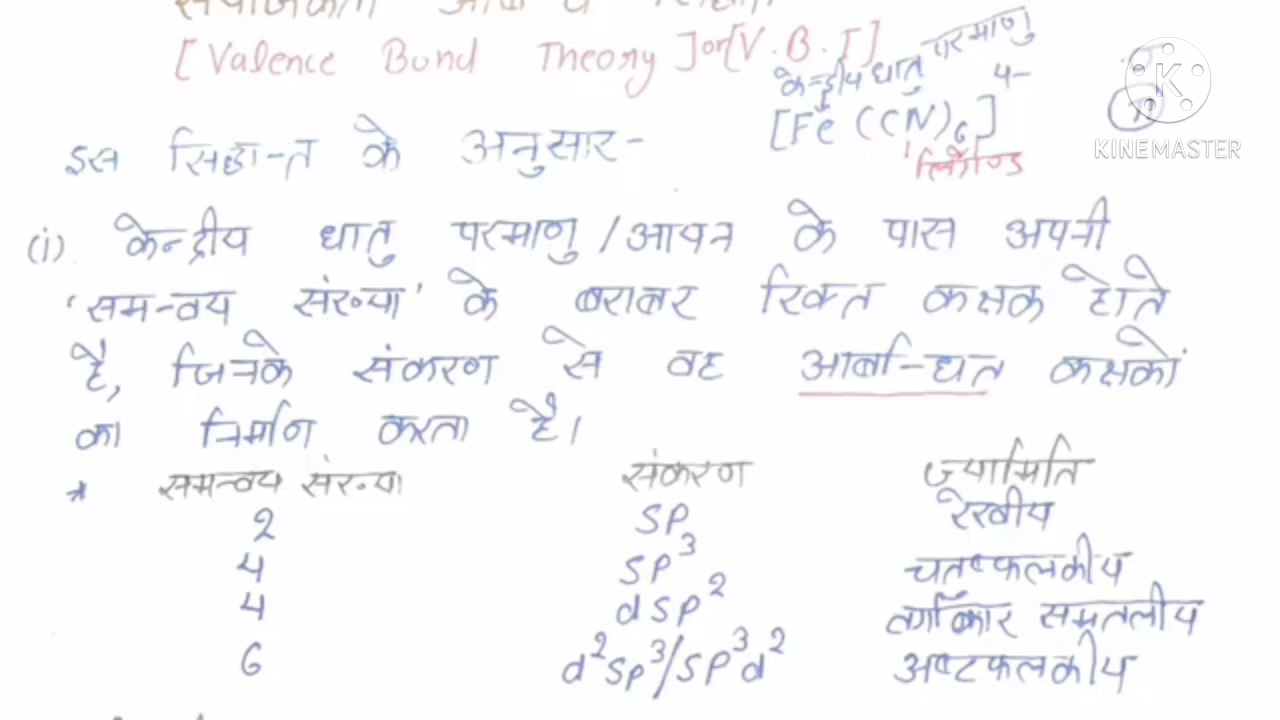 [Valence Bond Theory] or [V.B.T]
केन्द्रीय धातु परमाणु
[Fe (CN)6] 4-
लिगेण्ड
KINEMASTER
इस सिद्धान्त के अनुसार-
(i) केन्द्रीय धातु परमाणु / आयन के पास अपनी
'समन्वय संख्या' के बराबर रिक्त कक्षक होते
है, जिनके संकरण से वह आबन्धित कक्षकों
का निर्माण करता है।
* समन्वय संख्या संकरण ज्यामिति
2 SP रेखीय
4 SP3 चतुष्फलकीय
4 dSP2 वर्गाकार समतलीय
6 d2SP3/SP3d2 अष्टफलकीय